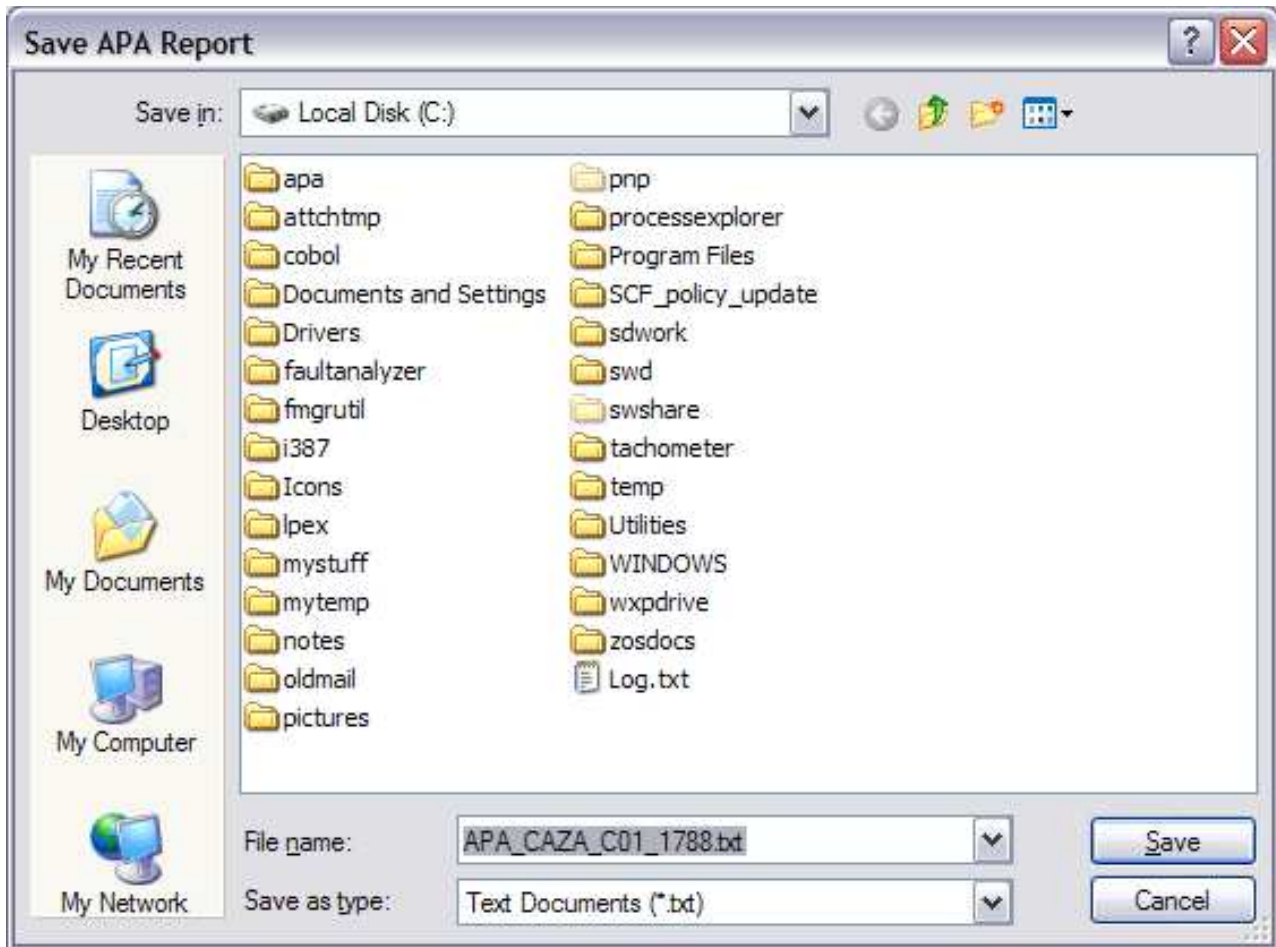 Save APA Report
Save in:
Local Disk (C:)
My Recent
Documents
Desktop
My Documents
My Computer
My Network
apa
attchtmp
cobol
Documents and Settings
Drivers
faultanalyzer
fmgrutil
i387
Icons
lpex
mystuff
mytemp
notes
oldmail
pictures
pnp
processexplorer
Program Files
SCF_policy_update
sdwork
swd
swshare
tachometer
temp
Utilities
WINDOWS
wxpdrive
zosdocs
Log.txt
File name:
APA_CAZA_C01_1788.txt
Save
Save as type:
Text Documents (*.txt)
Cancel